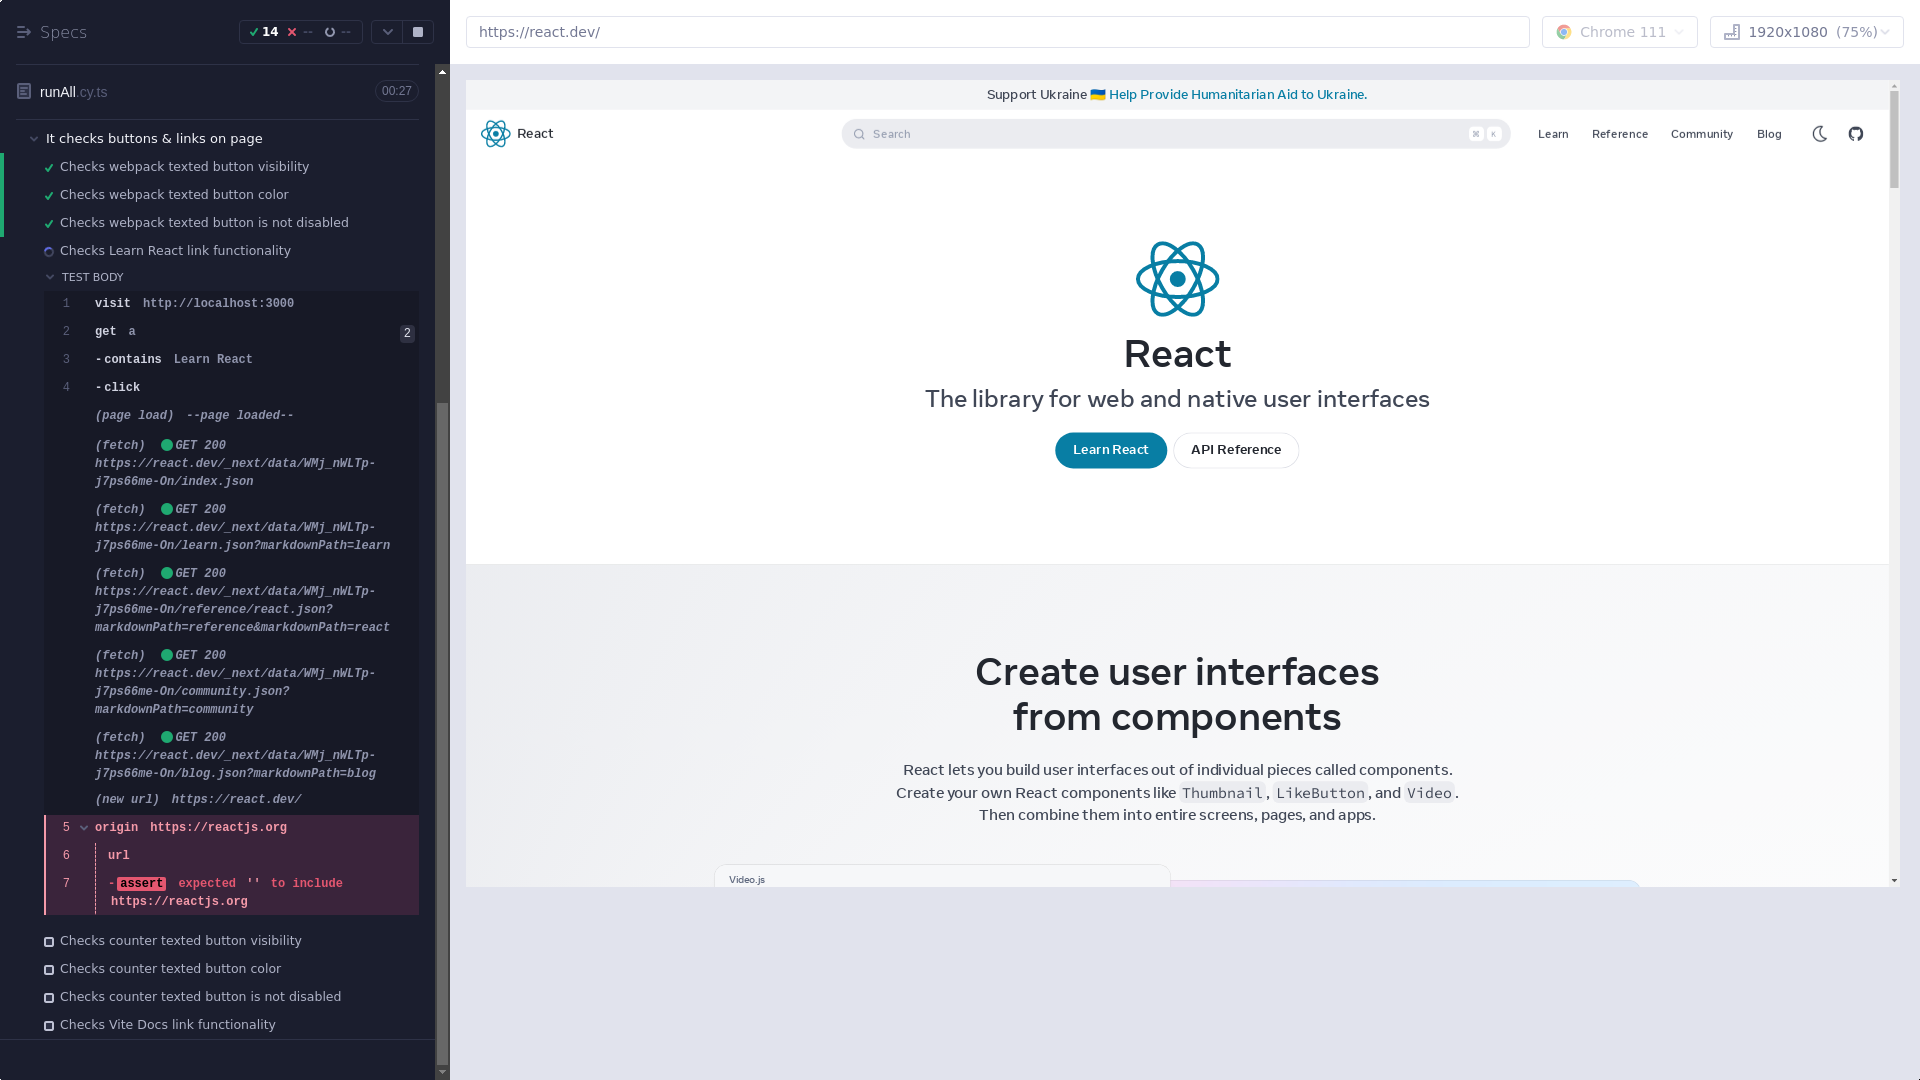 Specs
14 -- --
runAll.cy.ts
00:27
It checks buttons & links on page
Checks webpack texted button visibility
Checks webpack texted button color
Checks webpack texted button is not disabled
Checks Learn React link functionality
TEST BODY
1 visit http://localhost:3000
2 get a 2
3 -contains Learn React
4 -click
(page load) --page loaded--
(fetch) GET 200
https://react.dev/_next/data/WMj_nWLTp-
j7ps66me-On/index.json
(fetch) GET 200
https://react.dev/_next/data/WMj_nWLTp-
j7ps66me-On/learn.json?markdownPath=learn
(fetch) GET 200
https://react.dev/_next/data/WMj_nWLTp-
j7ps66me-On/reference/react.json?
markdownPath=reference&markdownPath=react
(fetch) GET 200
https://react.dev/_next/data/WMj_nWLTp-
j7ps66me-On/community.json?
markdownPath=community
(fetch) GET 200
https://react.dev/_next/data/WMj_nWLTp-
j7ps66me-On/blog.json?markdownPath=blog
(new url) https://react.dev/
5 origin https://reactjs.org
6 url
7 -assert expected '' to include
https://reactjs.org
Checks counter texted button visibility
Checks counter texted button color
Checks counter texted button is not disabled
Checks Vite Docs link functionality
https://react.dev/
Chrome 111
1920x1080 (75%)
Support Ukraine 🇺🇦 Help Provide Humanitarian Aid to Ukraine.
React
Search
⌘ K
Learn Reference Community Blog
React
The library for web and native user interfaces
Learn React
API Reference
Create user interfaces
from components
React lets you build user interfaces out of individual pieces called components.
Create your own React components like Thumbnail, LikeButton, and Video.
Then combine them into entire screens, pages, and apps.
Video.js